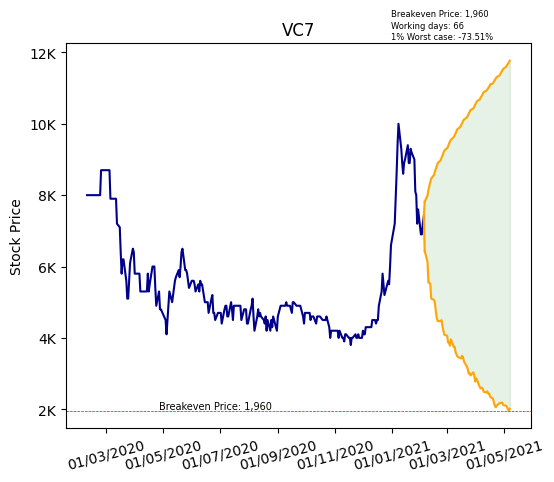 Breakeven Price: 1,960
Working days: 66
1% Worst case: -73.51%
VC7
12K
10K
8K
6K
4K
2K
Stock Price
Breakeven Price: 1,960
01/03/2020 01/05/2020 01/07/2020 01/09/2020 01/11/2020 01/01/2021 01/03/2021 01/05/2021